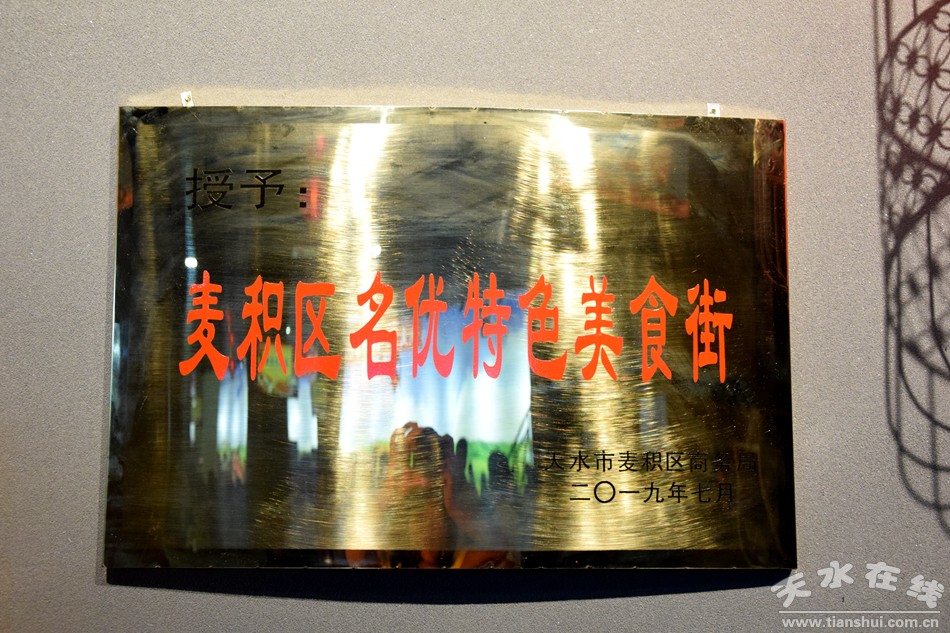 授予：
麦积区名优特色美食街
天水市麦积区商务局
二〇一九年七月
天水在线
www.tianshui.com.cn